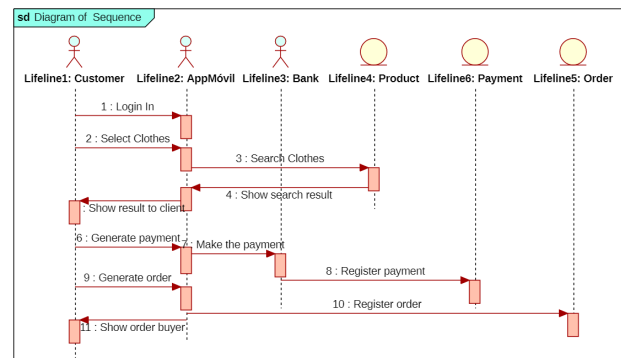 sd Diagram of Sequence
Lifeline1: Customer Lifeline2: AppMóvil Lifeline3: Bank Lifeline4: Product Lifeline6: Payment Lifeline5: Order
1 : Login In
2 : Select Clothes
3 : Search Clothes
4 : Show search result
: Show result to client
6 : Generate payment
7 : Make the payment
8 : Register payment
9 : Generate order
10 : Register order
11 : Show order buyer